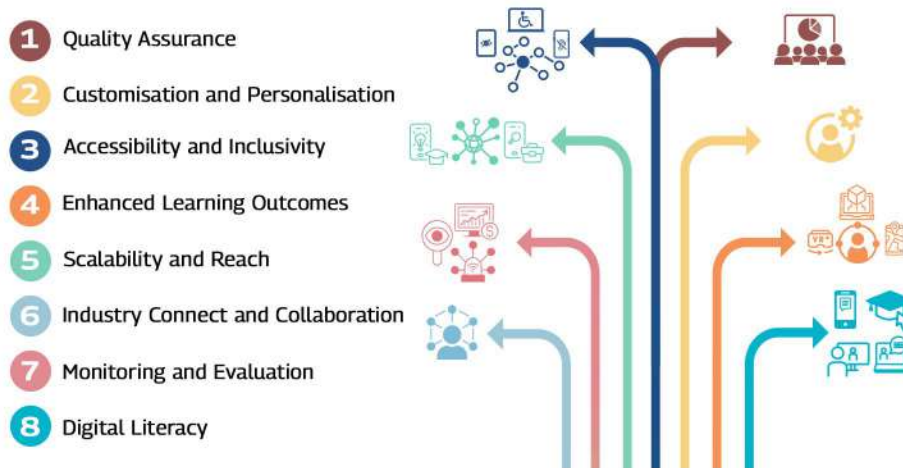 1 Quality Assurance
2 Customisation and Personalisation
3 Accessibility and Inclusivity
4 Enhanced Learning Outcomes
5 Scalability and Reach
6 Industry Connect and Collaboration
7 Monitoring and Evaluation
8 Digital Literacy